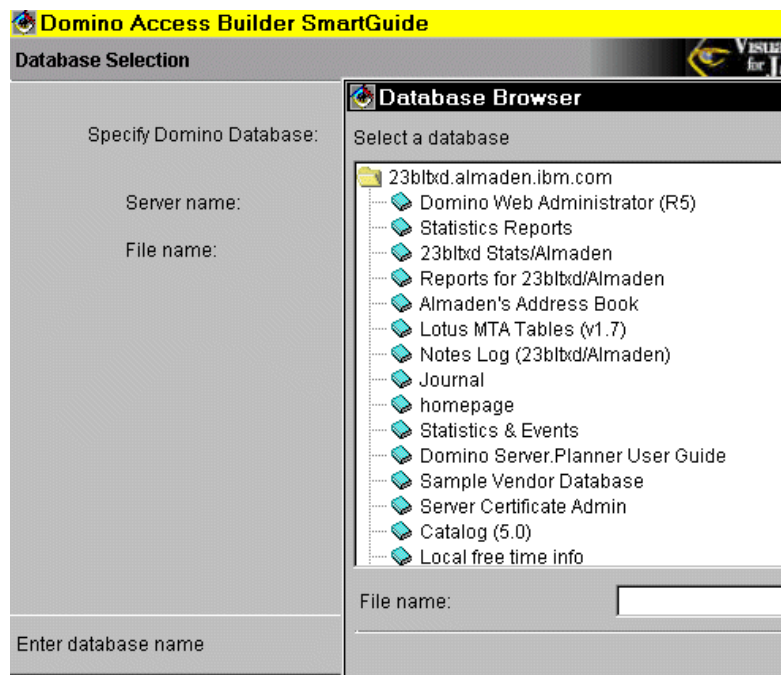 Domino Access Builder SmartGuide
Database Selection
for
Specify Domino Database:
Server name:
File name:
Enter database name
Database Browser
Select a database
23bltxd.almaden.ibm.com
Domino Web Administrator (R5)
Statistics Reports
23bltxd Stats/Almaden
Reports for 23bltxd/Almaden
Almaden's Address Book
Lotus MTA Tables (v1.7)
Notes Log (23bltxd/Almaden)
Journal
homepage
Statistics & Events
Domino Server.Planner User Guide
Sample Vendor Database
Server Certificate Admin
Catalog (5.0)
Local free time info
File name: